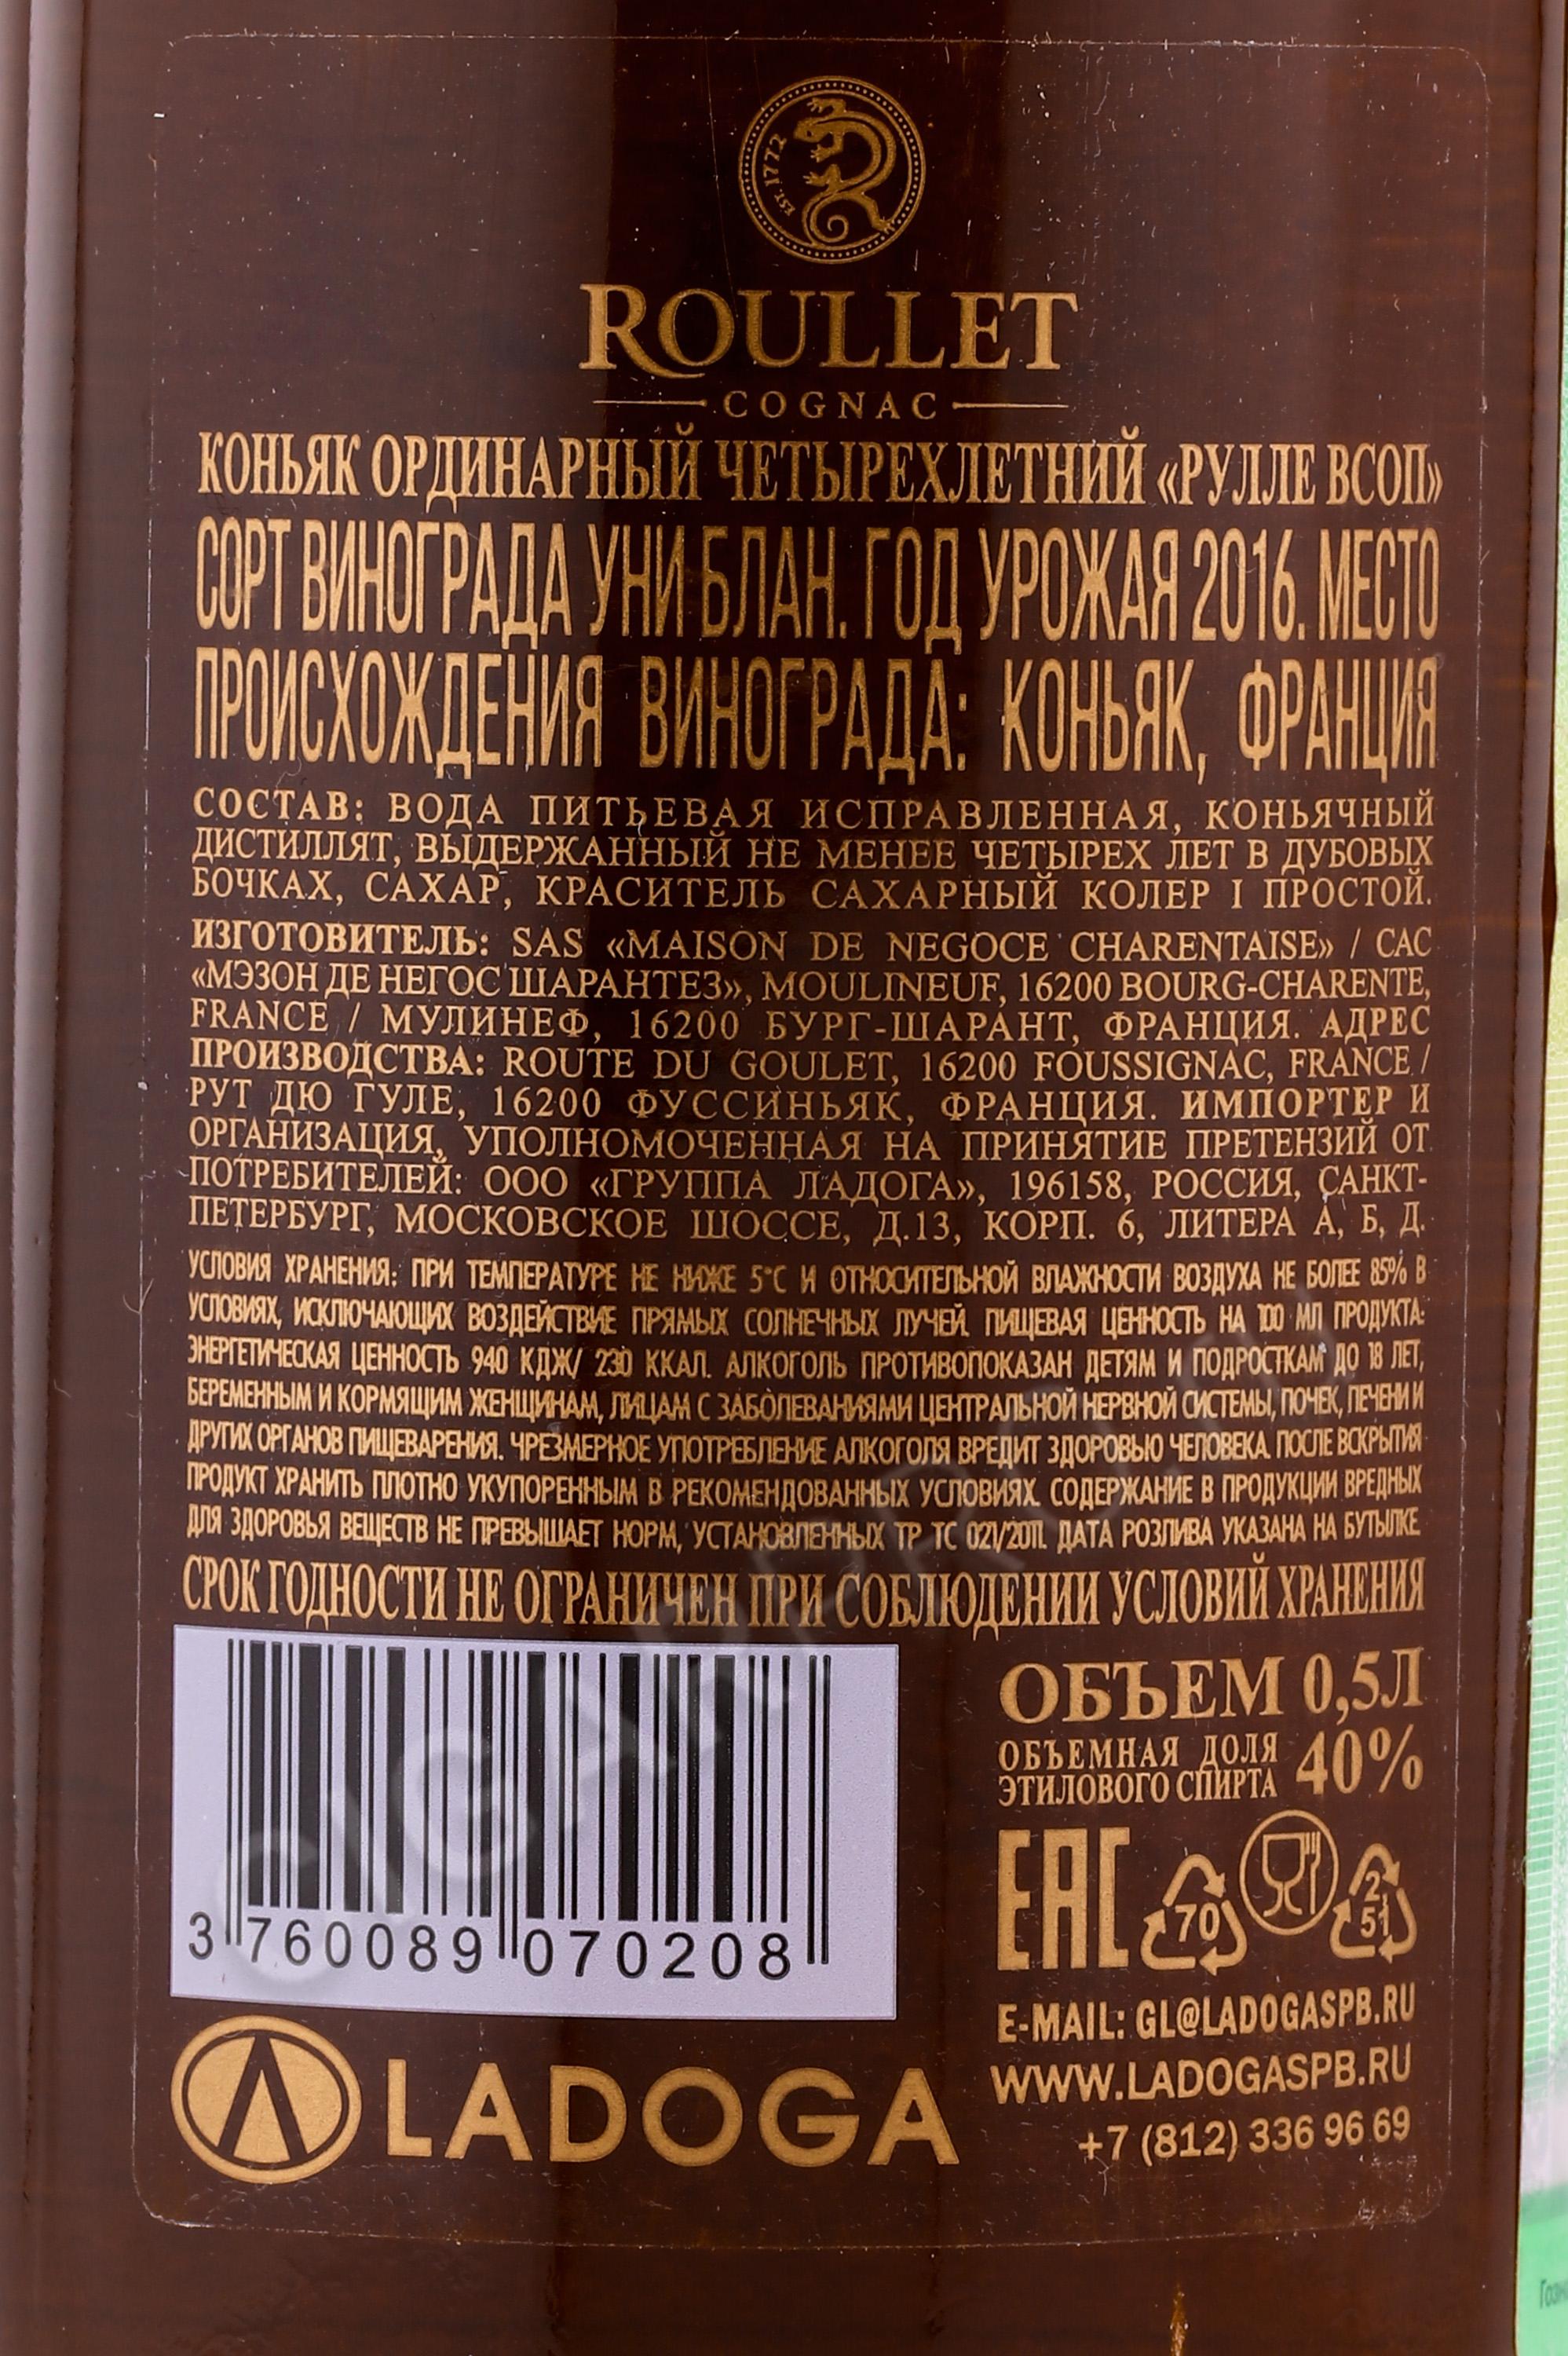 EST. 1772
ROULLET
COGNAC
КОНЬЯК ОРДИНАРНЫЙ ЧЕТЫРЕХЛЕТНИЙ «РУЛЛЕ ВСОП»
СОРТ ВИНОГРАДА УНИ БЛАН. ГОД УРОЖАЯ 2016. МЕСТО
ПРОИСХОЖДЕНИЯ ВИНОГРАДА: КОНЬЯК, ФРАНЦИЯ
СОСТАВ: ВОДА ПИТЬЕВАЯ ИСПРАВЛЕННАЯ, КОНЬЯЧНЫЙ
ДИСТИЛЛЯТ, ВЫДЕРЖАННЫЙ НЕ МЕНЕЕ ЧЕТЫРЕХ ЛЕТ В ДУБОВЫХ
БОЧКАХ, САХАР, КРАСИТЕЛЬ САХАРНЫЙ КОЛЕР I ПРОСТОЙ.
ИЗГОТОВИТЕЛЬ: SAS «MAISON DE NEGOCE CHARENTAISE» / САС
«МЭЗОН ДЕ НЕГОС ШАРАНТЕЗ», MOULINEUF, 16200 BOURG-CHARENTE,
FRANCE / МУЛИНЕФ, 16200 БУРГ-ШАРАНТ, ФРАНЦИЯ. АДРЕС
ПРОИЗВОДСТВА: ROUTE DU GOULET, 16200 FOUSSIGNAC, FRANCE /
РУТ ДЮ ГУЛЕ, 16200 ФУССИНЬЯК, ФРАНЦИЯ. ИМПОРТЕР И
ОРГАНИЗАЦИЯ, УПОЛНОМОЧЕННАЯ НА ПРИНЯТИЕ ПРЕТЕНЗИЙ ОТ
ПОТРЕБИТЕЛЕЙ: ООО «ГРУППА ЛАДОГА», 196158, РОССИЯ, САНКТ-
ПЕТЕРБУРГ, МОСКОВСКОЕ ШОССЕ, Д.13, КОРП. 6, ЛИТЕРА А, Б, Д.
УСЛОВИЯ ХРАНЕНИЯ: ПРИ ТЕМПЕРАТУРЕ НЕ НИЖЕ 5°С И ОТНОСИТЕЛЬНОЙ ВЛАЖНОСТИ ВОЗДУХА НЕ БОЛЕЕ 85% В
УСЛОВИЯХ, ИСКЛЮЧАЮЩИХ ВОЗДЕЙСТВИЕ ПРЯМЫХ СОЛНЕЧНЫХ ЛУЧЕЙ. ПИЩЕВАЯ ЦЕННОСТЬ НА 100 МЛ ПРОДУКТА:
ЭНЕРГЕТИЧЕСКАЯ ЦЕННОСТЬ 940 КДЖ/ 230 ККАЛ. АЛКОГОЛЬ ПРОТИВОПОКАЗАН ДЕТЯМ И ПОДРОСТКАМ ДО 18 ЛЕТ,
БЕРЕМЕННЫМ И КОРМЯЩИМ ЖЕНЩИНАМ, ЛИЦАМ С ЗАБОЛЕВАНИЯМИ ЦЕНТРАЛЬНОЙ НЕРВНОЙ СИСТЕМЫ, ПОЧЕК, ПЕЧЕНИ И
ДРУГИХ ОРГАНОВ ПИЩЕВАРЕНИЯ. ЧРЕЗМЕРНОЕ УПОТРЕБЛЕНИЕ АЛКОГОЛЯ ВРЕДИТ ЗДОРОВЬЮ ЧЕЛОВЕКА. ПОСЛЕ ВСКРЫТИЯ
ПРОДУКТ ХРАНИТЬ ПЛОТНО УКУПОРЕННЫМ В РЕКОМЕНДОВАННЫХ УСЛОВИЯХ. СОДЕРЖАНИЕ В ПРОДУКЦИИ ВРЕДНЫХ
ДЛЯ ЗДОРОВЬЯ ВЕЩЕСТВ НЕ ПРЕВЫШАЕТ НОРМ, УСТАНОВЛЕННЫХ ТР ТС 021/2011. ДАТА РОЗЛИВА УКАЗАНА НА БУТЫЛКЕ.
СРОК ГОДНОСТИ НЕ ОГРАНИЧЕН ПРИ СОБЛЮДЕНИИ УСЛОВИЙ ХРАНЕНИЯ
3 760089 070208
LADOGA
ОБЪЕМ 0,5Л
ОБЪЕМНАЯ ДОЛЯ
ЭТИЛОВОГО СПИРТА 40%
EAC 70 2 51
E-MAIL: GL@LADOGASPB.RU
WWW.LADOGASPB.RU
+7 (812) 336 96 69